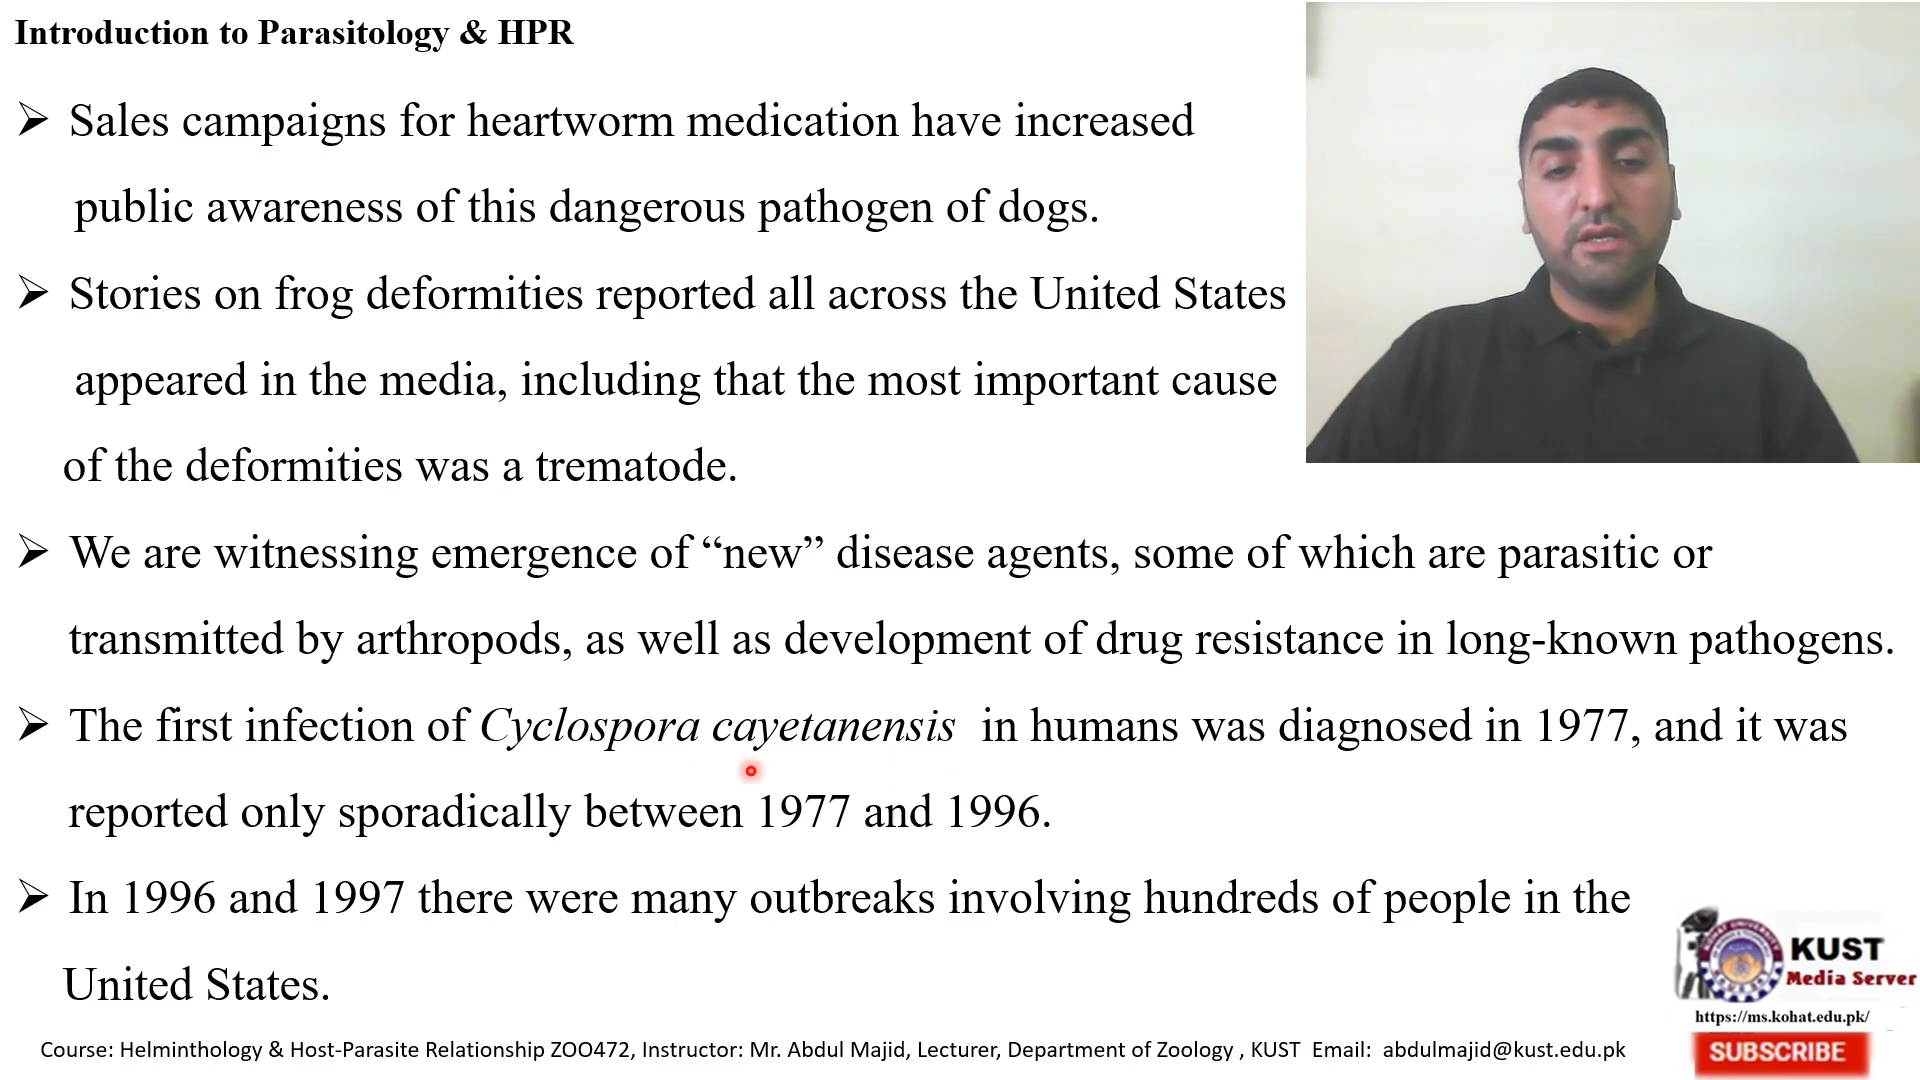 Introduction to Parasitology & HPR
➢ Sales campaigns for heartworm medication have increased
public awareness of this dangerous pathogen of dogs.
➢ Stories on frog deformities reported all across the United States
appeared in the media, including that the most important cause
of the deformities was a trematode.
➢ We are witnessing emergence of “new” disease agents, some of which are parasitic or
transmitted by arthropods, as well as development of drug resistance in long-known pathogens.
➢ The first infection of Cyclospora cayetanensis in humans was diagnosed in 1977, and it was
reported only sporadically between 1977 and 1996.
➢ In 1996 and 1997 there were many outbreaks involving hundreds of people in the
United States.
KUST
Media Server
https://ms.kohat.edu.pk/
SUBSCRIBE
Course: Helminthology & Host-Parasite Relationship ZOO472, Instructor: Mr. Abdul Majid, Lecturer, Department of Zoology , KUST Email: abdulmajid@kust.edu.pk